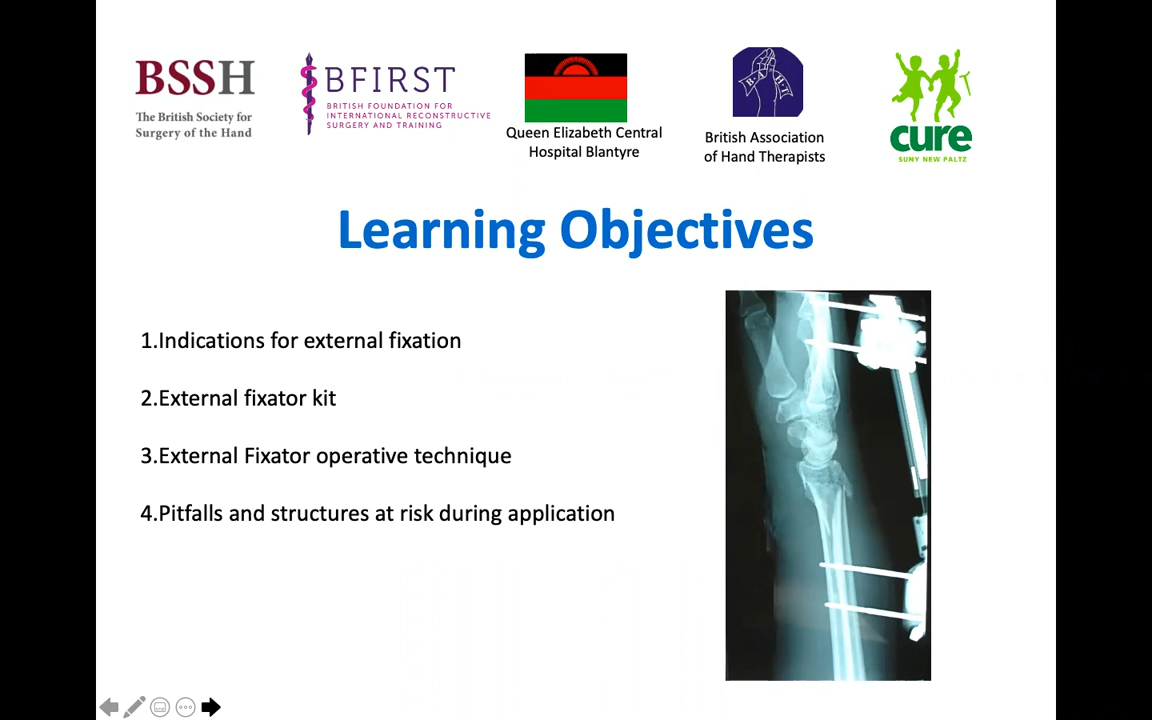 BSSH
The British Society for
Surgery of the Hand
BFIRST
BRITISH FOUNDATION FOR
INTERNATIONAL RECONSTRUCTIVE
SURGERY AND TRAINING
Queen Elizabeth Central
Hospital Blantyre
BAHT
British Association
of Hand Therapists
cure
SUNY NEW PALTZ
Learning Objectives
1.Indications for external fixation
2.External fixator kit
3.External Fixator operative technique
4.Pitfalls and structures at risk during application